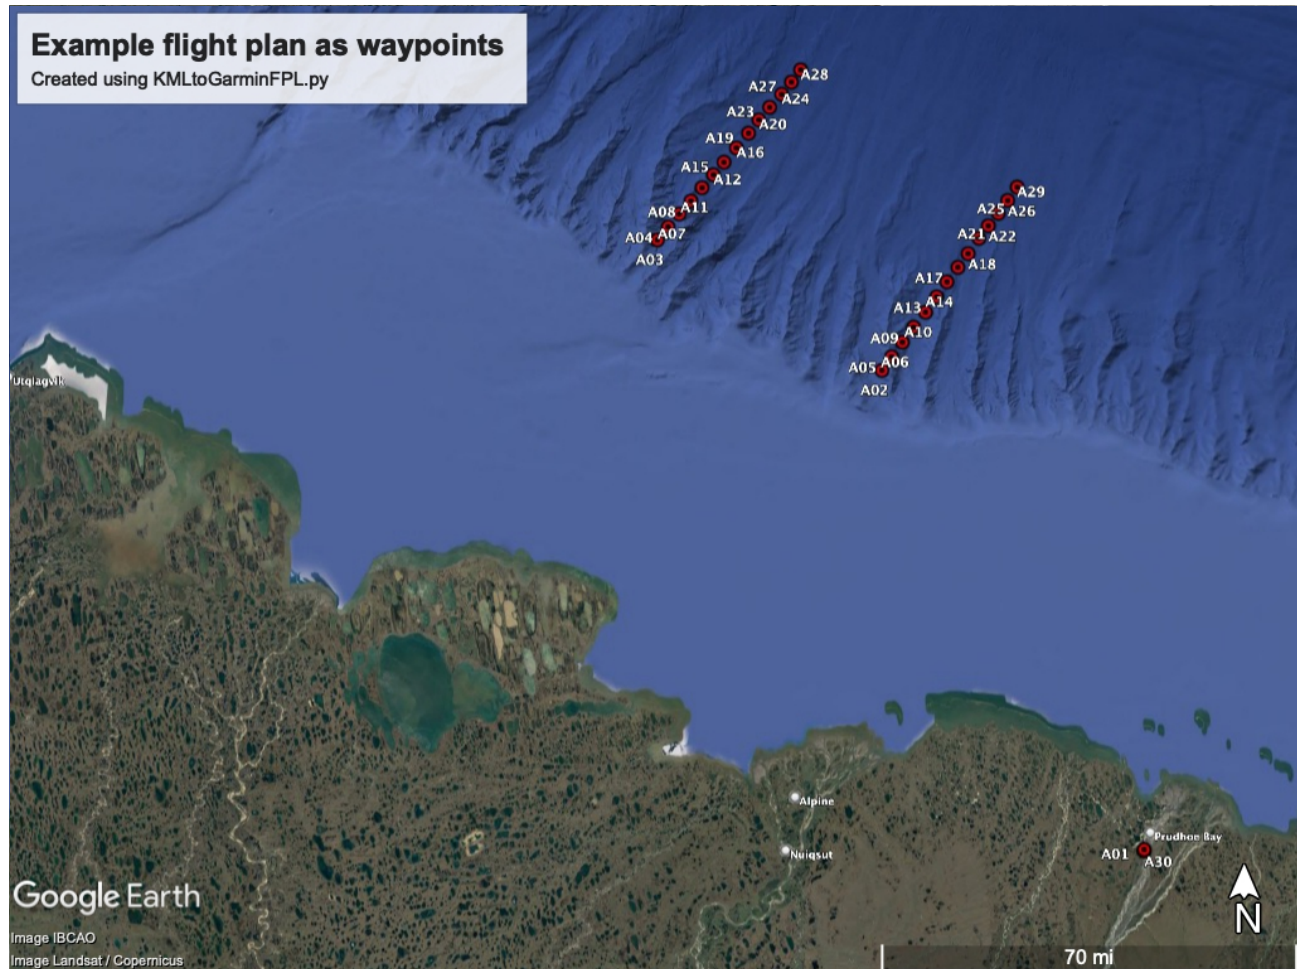 Example flight plan as waypoints
Created using KMLtoGarminFPL.py
A28
A27
A24
A23
A20
A19
A16
A15
A12
A08
A11
A04
A07
A03
A29
A25
A26
A21
A22
A18
A17
A14
A13
A10
A09
A05
A06
A02
Utqiagvik
Alpine
Prudhoe Bay
Nuiqsut
A01
A30
Google Earth
N
Image IBCAO
Image Landsat / Copernicus
70 mi